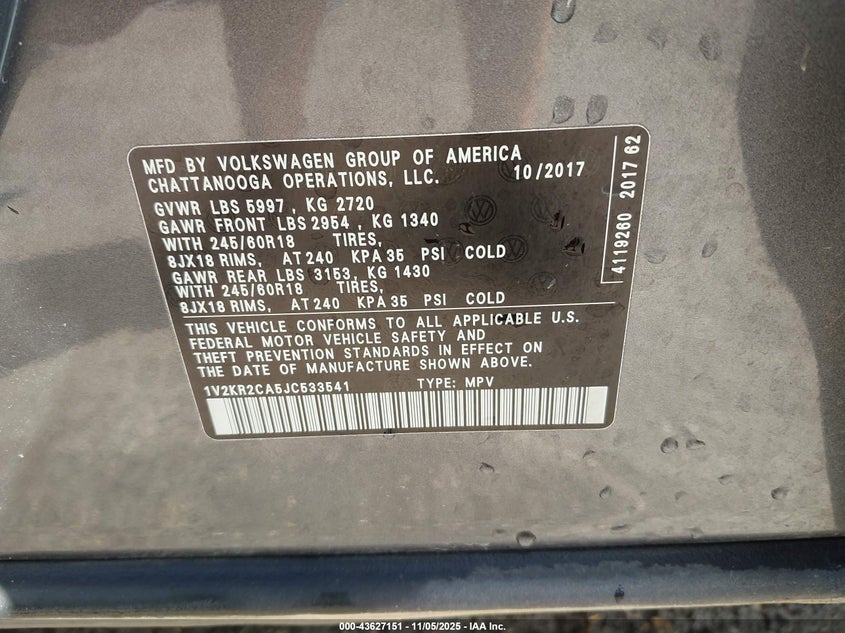 MFD BY VOLKSWAGEN GROUP OF AMERICA
CHATTANOOGA OPERATIONS, LLC. 10/2017
GVWR LBS 5997 , KG 2720
GAWR FRONT LBS 2954 , KG 1340
WITH 245/60R18 TIRES,
8JX18 RIMS, AT 240 KPA 35 PSI COLD
GAWR REAR LBS 3153, KG 1430
WITH 245/60R18 TIRES,
8JX18 RIMS, AT 240 KPA 35 PSI COLD
THIS VEHICLE CONFORMS TO ALL APPLICABLE U.S.
FEDERAL MOTOR VEHICLE SAFETY AND
THEFT PREVENTION STANDARDS IN EFFECT ON
THE DATE OF MANUFACTURE SHOWN ABOVE.
1V2KR2CA5JC533541 TYPE: MPV
4119260 2017 62
000-43627151 - 11/05/2025 - IAA Inc.